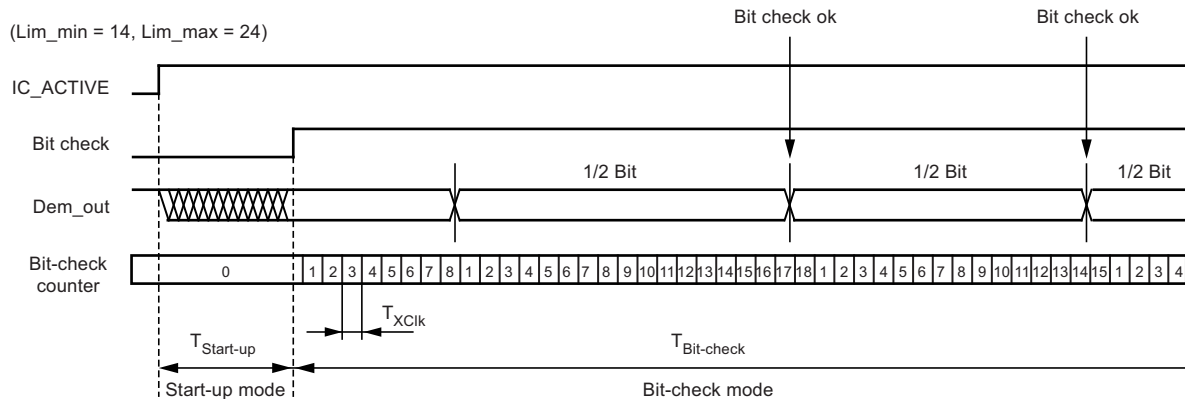 Bit check ok Bit check ok
(Lim_min = 14, Lim_max = 24)
IC_ACTIVE
Bit check
1/2 Bit 1/2 Bit 1/2 Bit
Dem_out
Bit-check
counter
0 1 2 3 4 5 6 7 8 1 2 3 4 5 6 7 8 9 10 11 12 13 14 15 16 17 18 1 2 3 4 5 6 7 8 9 10 11 12 13 14 15 1 2 3 4
TXClk
TStart-up TBit-check
Start-up mode Bit-check mode